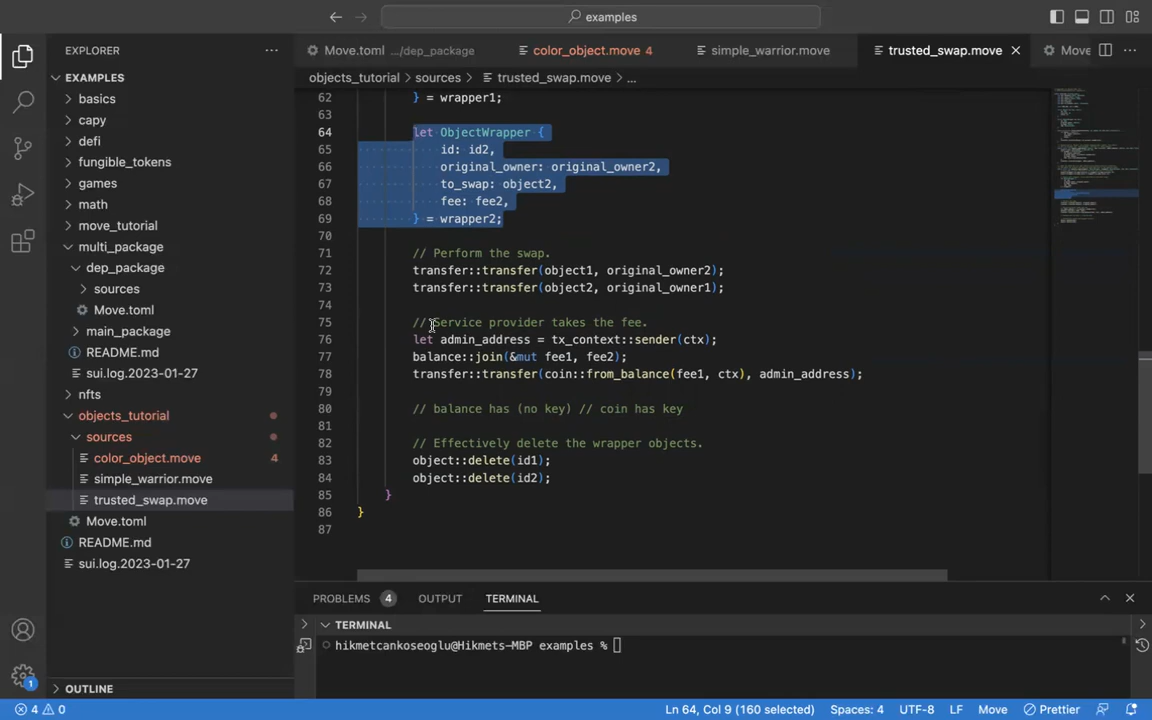 examples
EXPLORER
Move.toml .../dep_package
color_object.move 4
simple_warrior.move
trusted_swap.move
Move
EXAMPLES
objects_tutorial > sources > trusted_swap.move > ...
basics
capy
defi
fungible_tokens
games
math
move_tutorial
multi_package
dep_package
sources
Move.toml
main_package
README.md
sui.log.2023-01-27
nfts
objects_tutorial
sources
color_object.move 4
simple_warrior.move
trusted_swap.move
Move.toml
README.md
sui.log.2023-01-27
OUTLINE
62 } = wrapper1;
63
64 let ObjectWrapper {
65 id: id2,
66 original_owner: original_owner2,
67 to_swap: object2,
68 fee: fee2,
69 } = wrapper2;
70
71 // Perform the swap.
72 transfer::transfer(object1, original_owner2);
73 transfer::transfer(object2, original_owner1);
74
75 // Service provider takes the fee.
76 let admin_address = tx_context::sender(ctx);
77 balance::join(&mut fee1, fee2);
78 transfer::transfer(coin::from_balance(fee1, ctx), admin_address);
79
80 // balance has (no key) // coin has key
81
82 // Effectively delete the wrapper objects.
83 object::delete(id1);
84 object::delete(id2);
85 }
86 }
87
PROBLEMS 4 OUTPUT TERMINAL
TERMINAL
hikmetcankoseoglu@Hikmets-MBP examples %
1
4 0
Ln 64, Col 9 (160 selected) Spaces: 4 UTF-8 LF Move Prettier